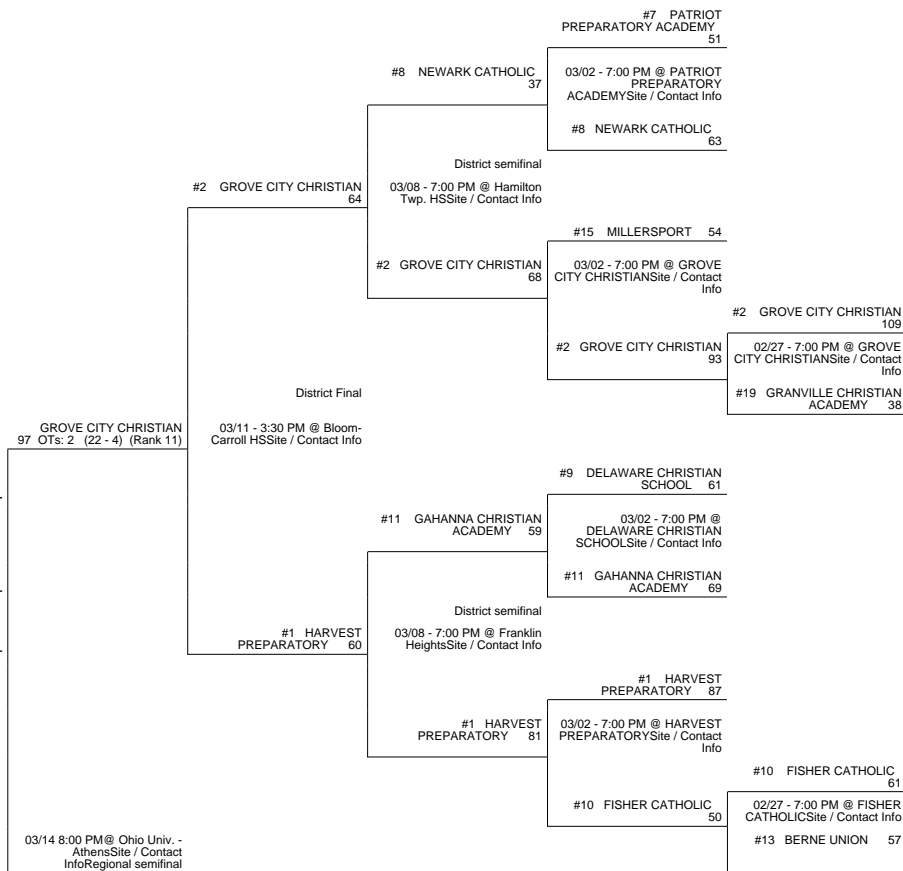 #7 PATRIOT
PREPARATORY ACADEMY
51
#8 NEWARK CATHOLIC
37
03/02 - 7:00 PM @ PATRIOT
PREPARATORY
ACADEMYSite / Contact Info
#8 NEWARK CATHOLIC
63
District semifinal
#2 GROVE CITY CHRISTIAN
64
03/08 - 7:00 PM @ Hamilton
Twp. HSSite / Contact Info
#15 MILLERSPORT 54
#2 GROVE CITY CHRISTIAN
68
03/02 - 7:00 PM @ GROVE
CITY CHRISTIANSite / Contact
Info
#2 GROVE CITY CHRISTIAN
109
#2 GROVE CITY CHRISTIAN
93
02/27 - 7:00 PM @ GROVE
CITY CHRISTIANSite / Contact
Info
#19 GRANVILLE CHRISTIAN
ACADEMY 38
District Final
GROVE CITY CHRISTIAN
97 OTs: 2 (22 - 4) (Rank 11)
03/11 - 3:30 PM @ Bloom-
Carroll HSSite / Contact Info
#9 DELAWARE CHRISTIAN
SCHOOL 61
#11 GAHANNA CHRISTIAN
ACADEMY 59
03/02 - 7:00 PM @
DELAWARE CHRISTIAN
SCHOOLSite / Contact Info
#11 GAHANNA CHRISTIAN
ACADEMY 69
District semifinal
#1 HARVEST
PREPARATORY 60
03/08 - 7:00 PM @ Franklin
HeightsSite / Contact Info
#1 HARVEST
PREPARATORY 87
#1 HARVEST
PREPARATORY 81
03/02 - 7:00 PM @ HARVEST
PREPARATORYSite / Contact
Info
#10 FISHER CATHOLIC
61
#10 FISHER CATHOLIC
50
02/27 - 7:00 PM @ FISHER
CATHOLICSite / Contact Info
#13 BERNE UNION 57
03/14 8:00 PM@ Ohio Univ. -
AthensSite / Contact
InfoRegional semifinal